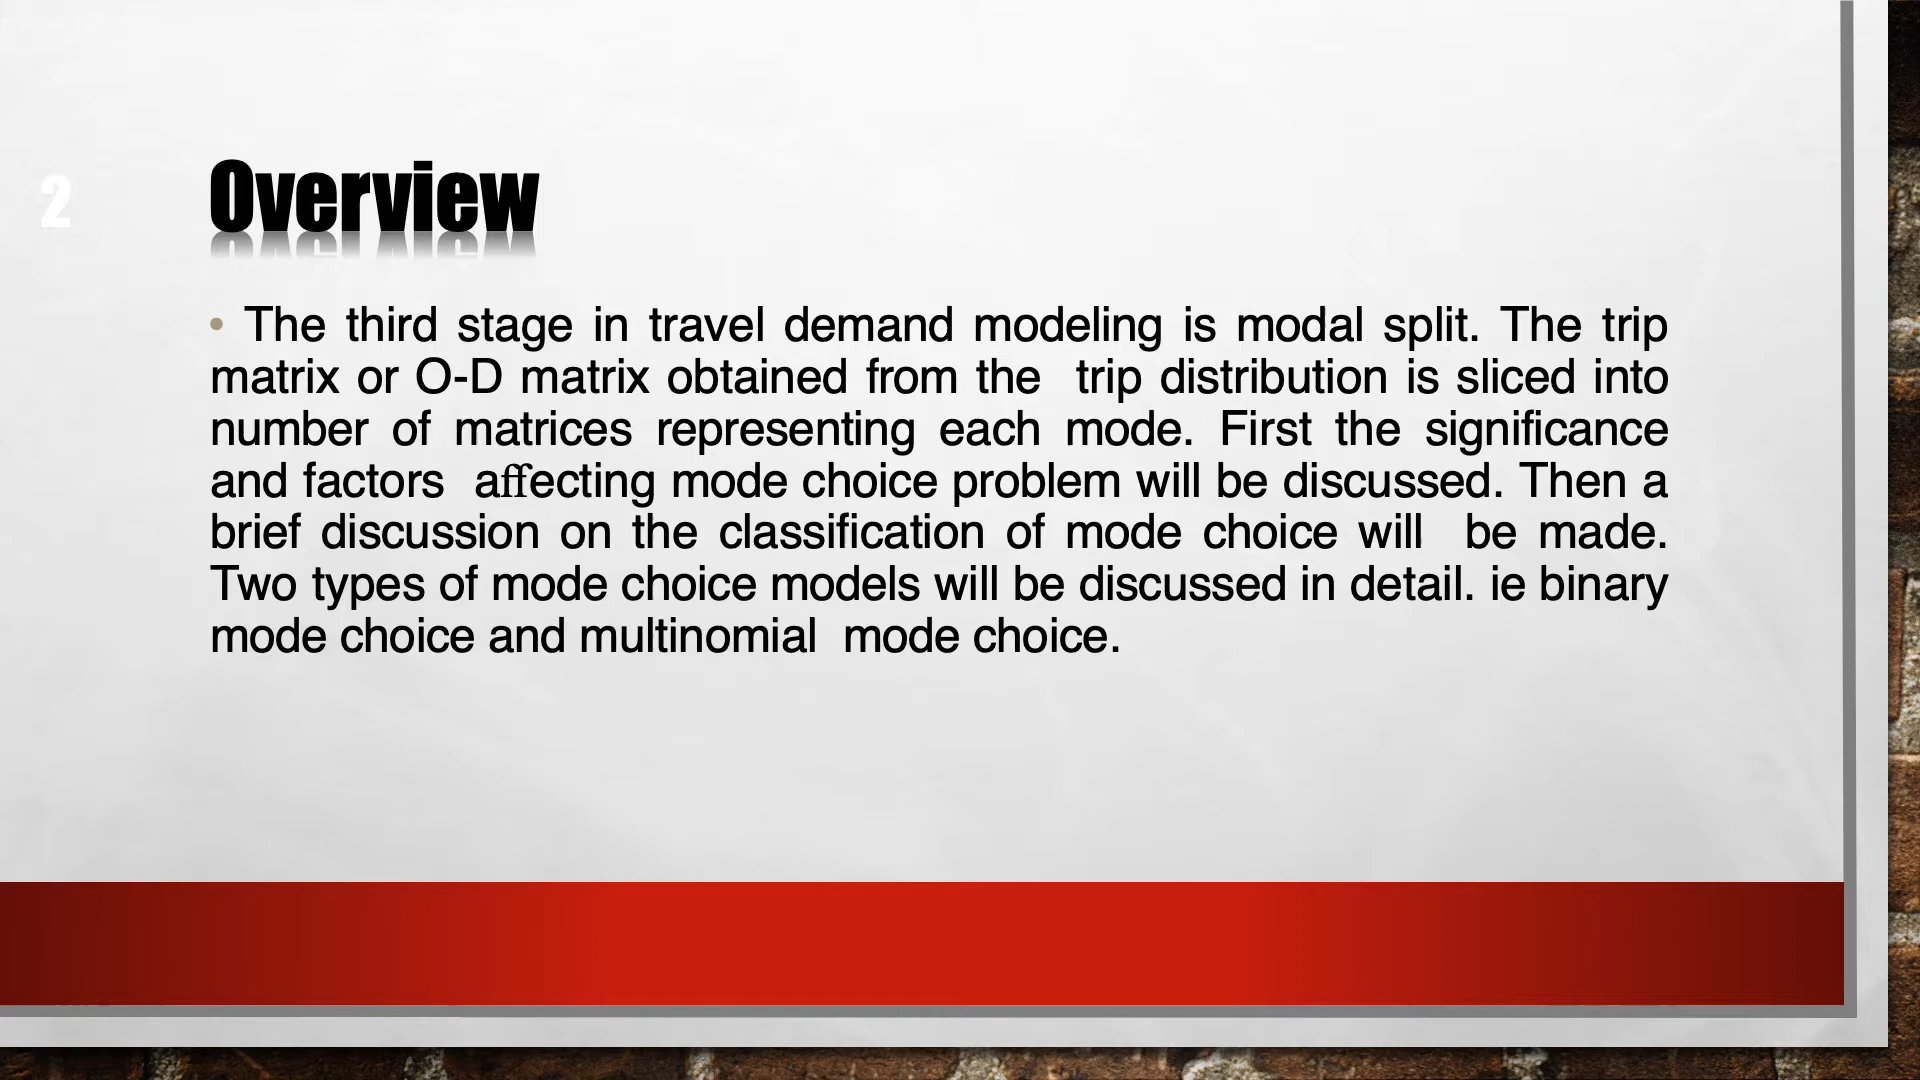 2
Overview
• The third stage in travel demand modeling is modal split. The trip
matrix or O-D matrix obtained from the trip distribution is sliced into
number of matrices representing each mode. First the significance
and factors affecting mode choice problem will be discussed. Then a
brief discussion on the classification of mode choice will be made.
Two types of mode choice models will be discussed in detail. ie binary
mode choice and multinomial mode choice.